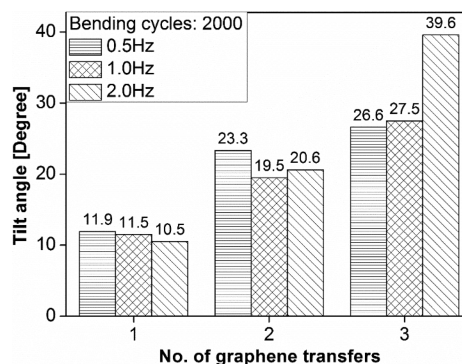 Bending cycles: 2000
0.5Hz
1.0Hz
2.0Hz
Tilt angle [Degree]
40
30
20
10
0
11.9 11.5 10.5
23.3 19.5 20.6
26.6 27.5 39.6
1 2 3
No. of graphene transfers